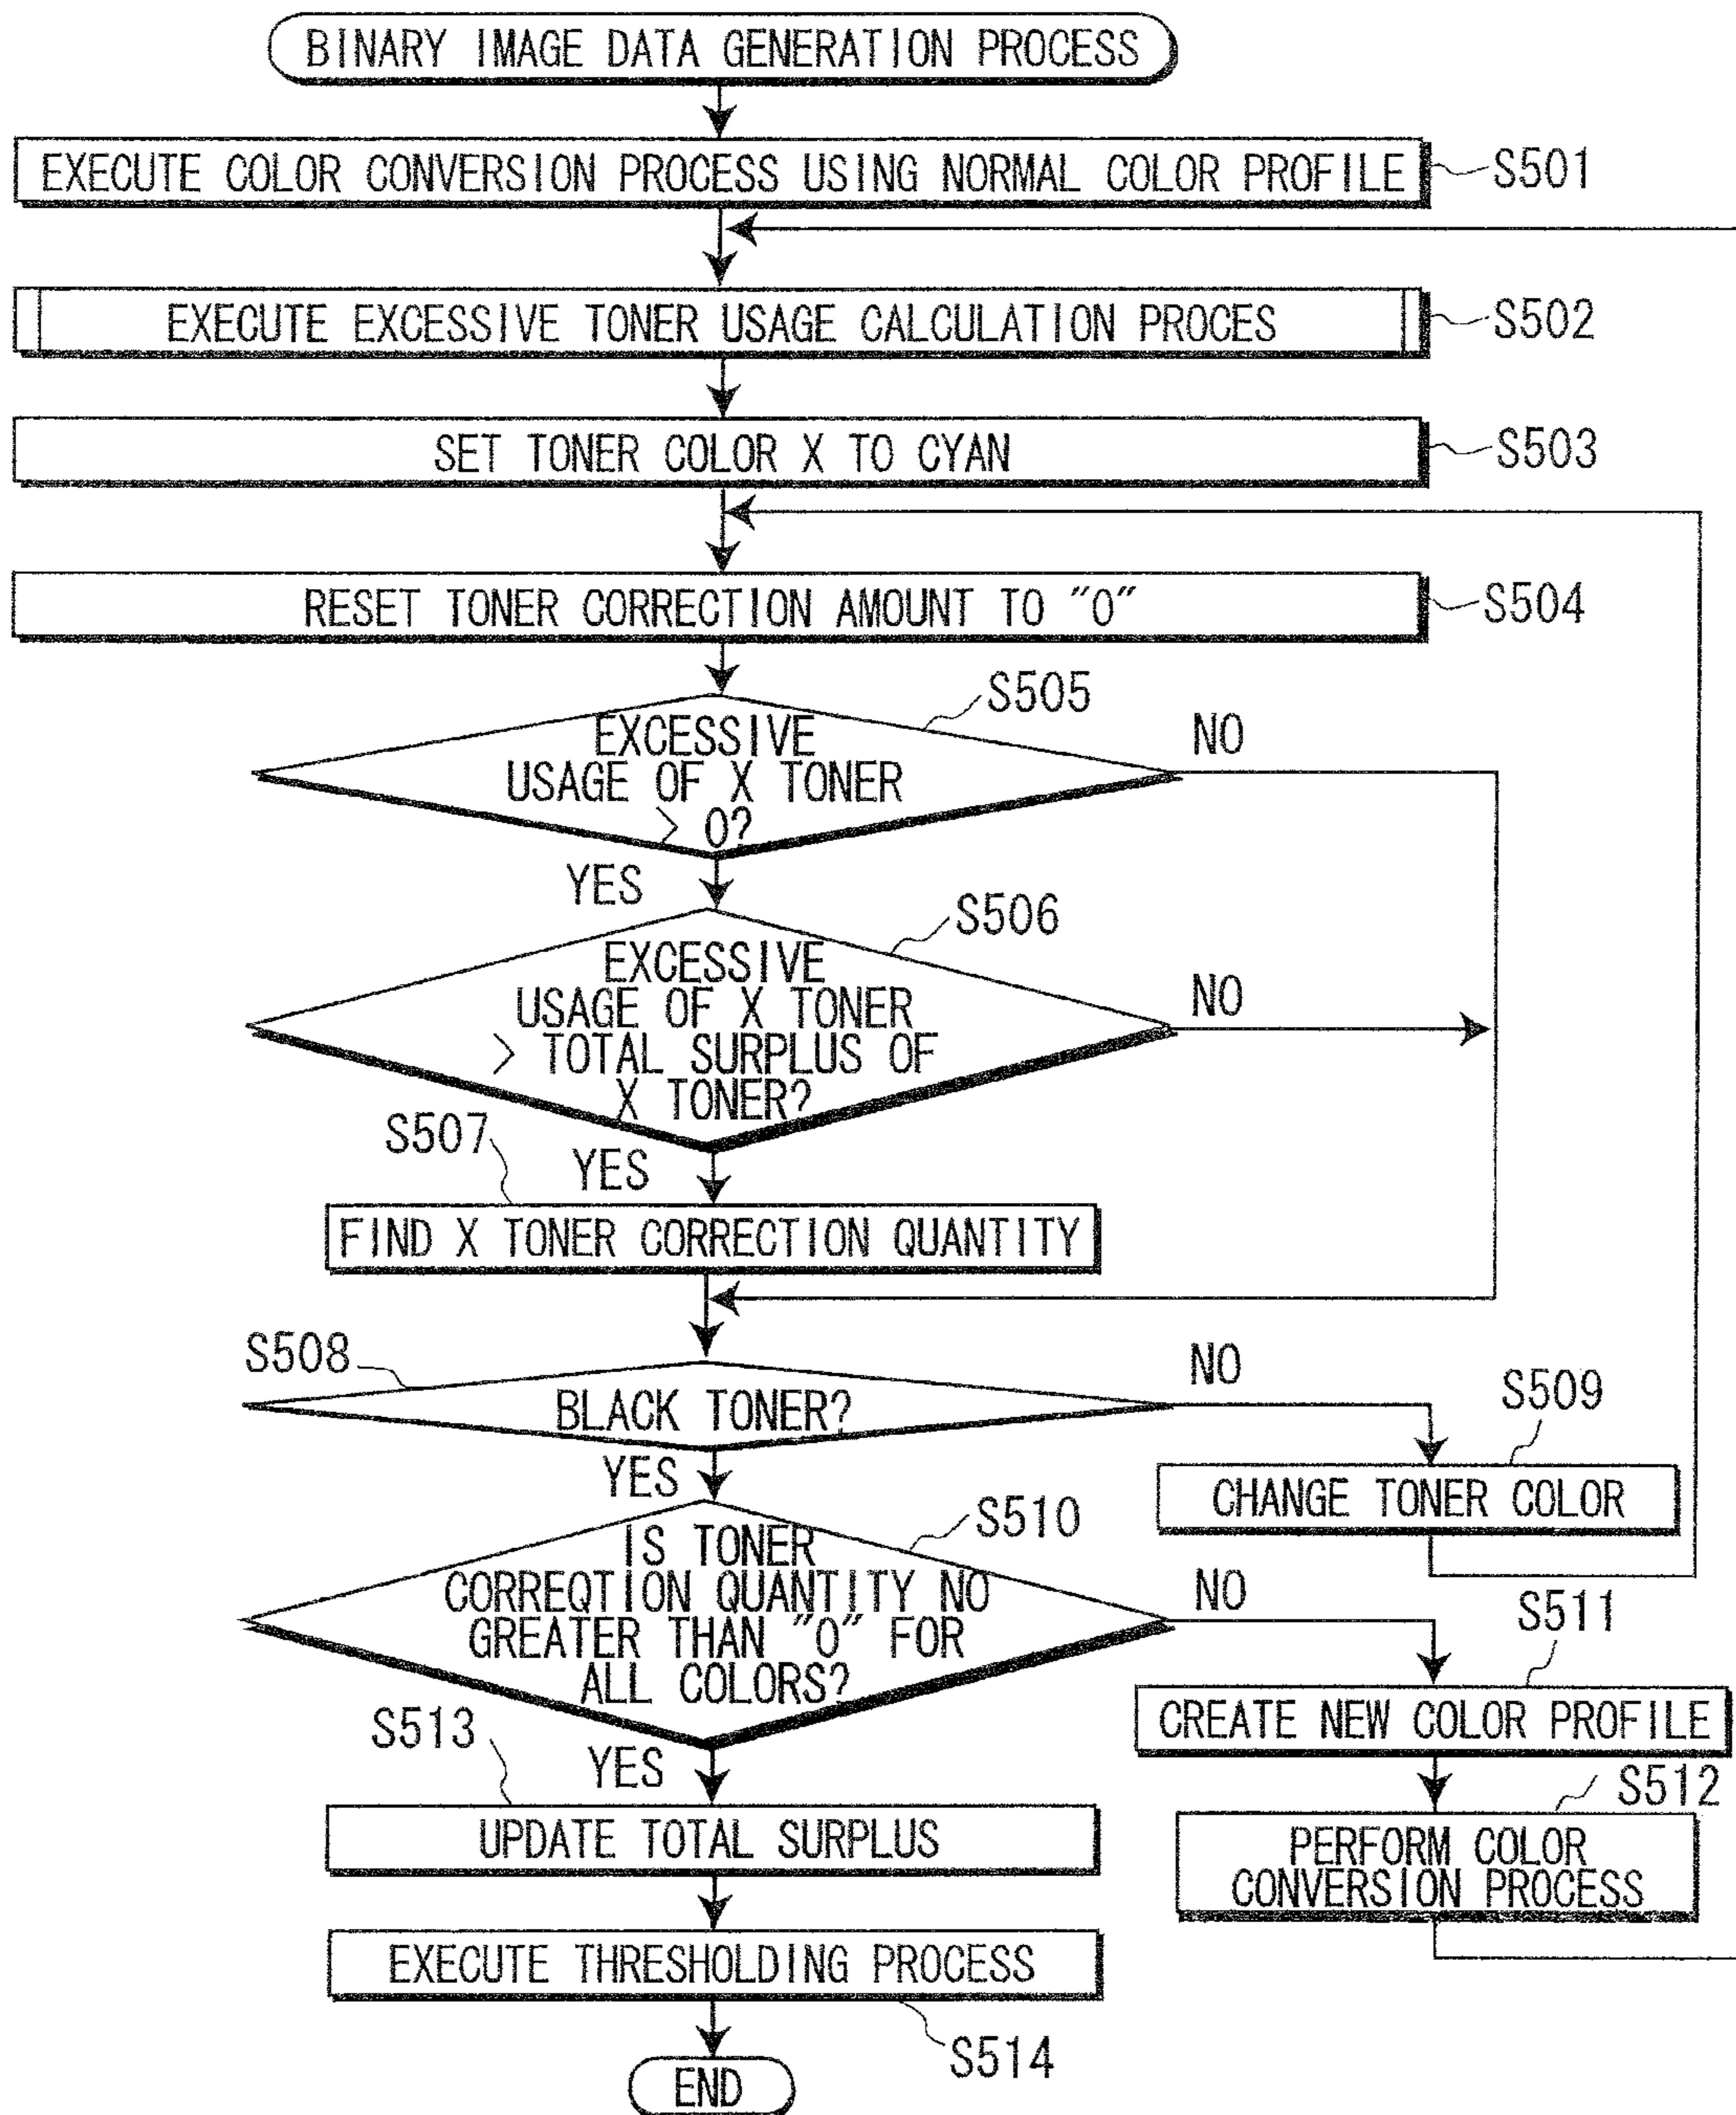 BINARY IMAGE DATA GENERATION PROCESS
EXECUTE COLOR CONVERSION PROCESS USING NORMAL COLOR PROFILE
S501
EXECUTE EXCESSIVE TONER USAGE CALCULATION PROCES
S502
SET TONER COLOR X TO CYAN
S503
RESET TONER CORRECTION AMOUNT TO "0"
S504
S505
EXCESSIVE
USAGE OF X TONER
> 0?
NO
YES
S506
EXCESSIVE
USAGE OF X TONER
> TOTAL SURPLUS OF
X TONER?
NO
S507
YES
FIND X TONER CORRECTION QUANTITY
S508
BLACK TONER?
NO
S509
YES
CHANGE TONER COLOR
S510
IS TONER
CORREQTION QUANTITY NO
GREATER THAN "0" FOR
ALL COLORS?
NO
S511
CREATE NEW COLOR PROFILE
S513
YES
S512
UPDATE TOTAL SURPLUS
PERFORM COLOR
CONVERSION PROCESS
EXECUTE THRESHOLDING PROCESS
S514
END